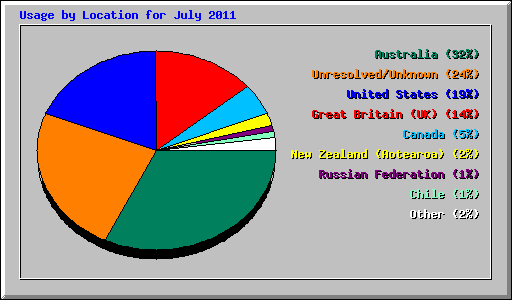 Usage by Location for July 2011
Australia (32%)
Unresolved/Unknown (24%)
United States (19%)
Great Britain (UK) (14%)
Canada (5%)
New Zealand (Aotearoa) (2%)
Russian Federation (1%)
Chile (1%)
Other (2%)